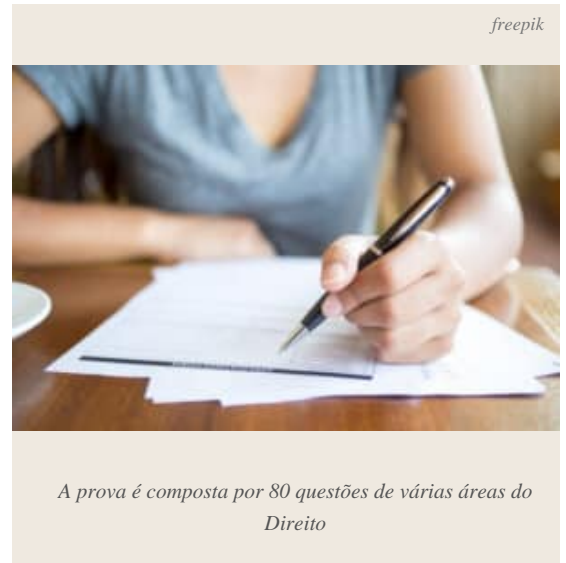 freepik
A prova é composta por 80 questões de várias áreas do
Direito